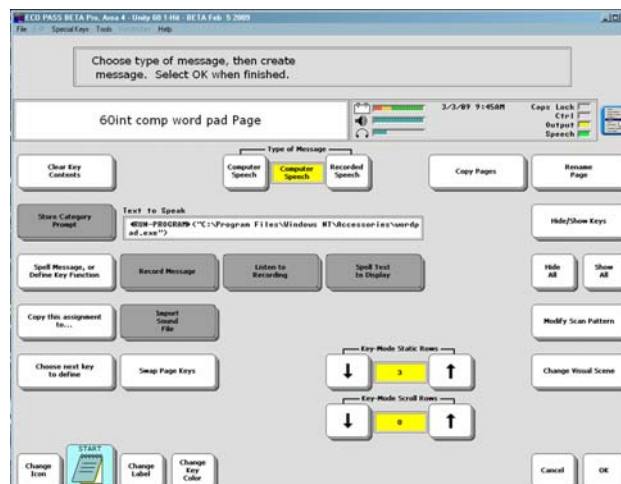 ECO PASS BETA Pro, Area 4 - Unity 60 1-Hit - BETA Feb 5 2009
File Special Keys Tools Help
Choose type of message, then create
message. Select OK when finished.
60int comp word pad Page
3/3/09 9:45AM
Caps Lock
Ctrl
Output
Speech
Clear Key
Contents
Type of Message
Computer
Speech
Computer
Speech
Recorded
Speech
Copy Pages
Rename
Page
Store Category
Prompt
Text to Speak
◄RUN-PROGRAM►("C:\Program Files\Windows NT\Accessories\wordp
ad.exe")
Hide/Show Keys
Spell Message, or
Define Key Function
Record Message
Listen to
Recording
Spell Text
In Display
Hide
All
Show
All
Copy this assignment
to...
Import
Sound
File
Modify Scan Pattern
Choose next key
to define
Swap Page Keys
Key-Mode Static Rows
3
Change Visual Scene
Key-Mode Scroll Rows
0
Change
Icon
START
Change
Label
Change
Key
Color
Cancel
OK